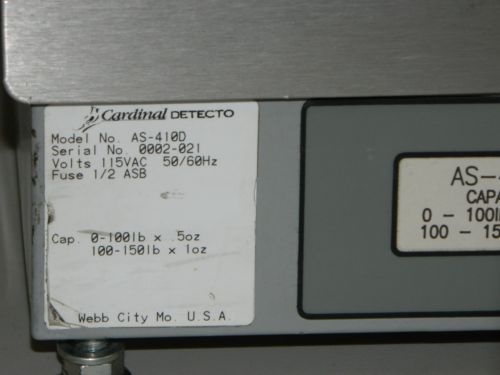 Cardinal DETECTO
Model No. AS-410D
Serial No. 0002-021
Volts 115VAC 50/60Hz
Fuse 1/2 ASB
Cap. 0-100lb x .5oz
100-150lb x 1oz
Webb City Mo. U.S.A.
AS-4
CAPA
0 - 100l
100 - 15